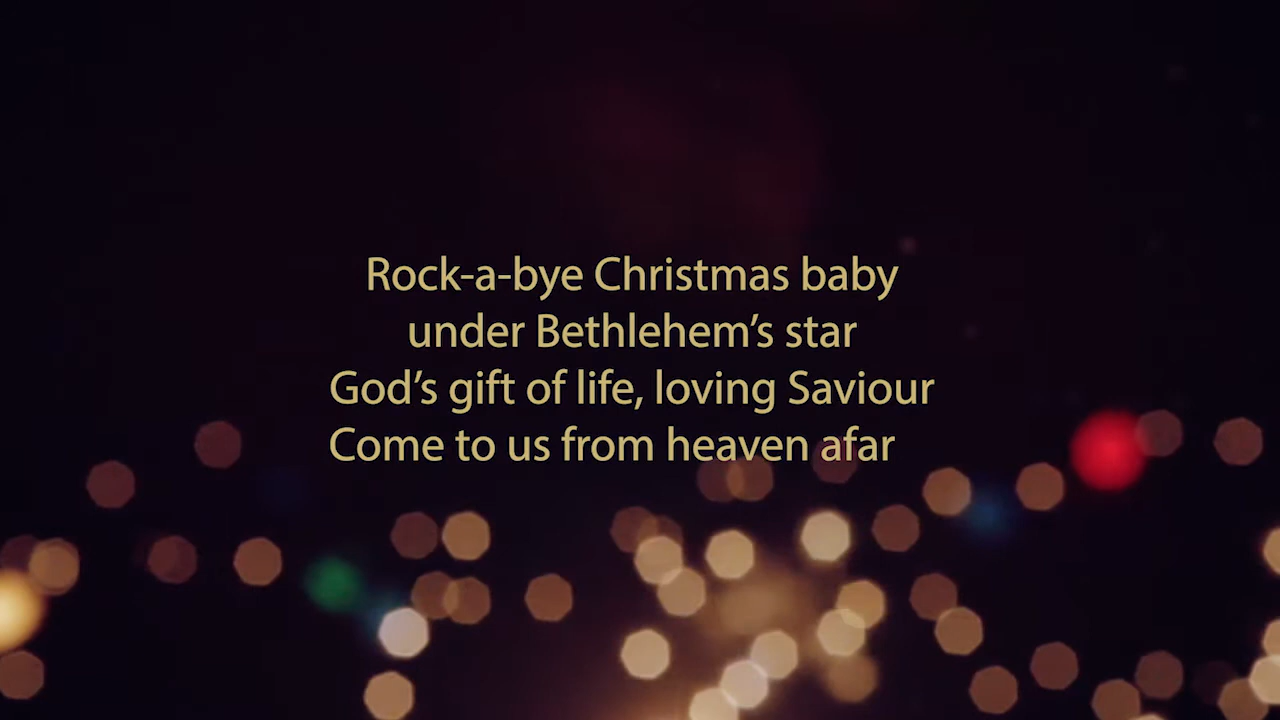 Rock-a-bye Christmas baby
under Bethlehem’s star
God’s gift of life, loving Saviour
Come to us from heaven afar